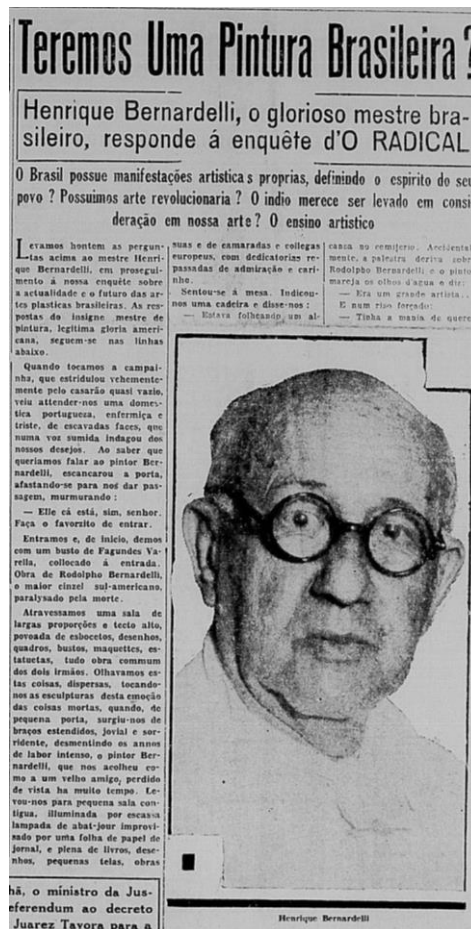 Teremos Uma Pintura Brasileira?
Henrique Bernardelli, o glorioso mestre bra-
sileiro, responde á enquête d'O RADICAL
O Brasil possue manifestações artisticas proprias, definindo o espirito do seu
povo ? Possuimos arte revolucionaria ? O indio merece ser levado em consi
deração em nossa arte ? O ensino artistico
Levamos hontem as pergun-
tas acima ao mestre Henri-
que Bernardelli, em prosegui-
mento á nossa enquête sobre
a actualidade e o futuro das ar-
tes plasticas brasileiras. As res-
postas do insigne mestre de
pintura, legitima gloria ameri-
cana, seguem-se nas linhas
abaixo.
Quando tocamos a campai-
nha, que estridulou vehemente-
mente pelo casarão quasi vazio,
veiu attender-nos uma domes-
tica portugueza, enfermiça e
triste, de escavadas faces, que
numa voz sumida indagou dos
nossos desejos. Ao saber que
queriamos falar ao pintor Ber-
nardelli, escancarou a porta,
afastando-se para nos dar pas-
sagem, murmurando :
— Elle cá está, sim, senhor.
Faça o favorzito de entrar.
Entramos e, de inicio, demos
com um busto de Fagundes Va-
rella, collocado á entrada.
Obra de Rodolpho Bernardelli,
o maior cinzel sul-americano,
paralysado pela morte.
Atravessamos uma sala de
largas proporções e tecto alto,
povoada de esbocetos, desenhos,
quadros, bustos, maquettes, es-
tatuetas, tudo obra commum
dos dois irmãos. Olhavamos es-
tas coisas, dispersas, tocando-
nos as esculpturas desta emoção
das coisas mortas, quando, de
pequena porta, surgiu-nos de
braços estendidos, jovial e sor-
ridente, desmentindo os annos
de labor intenso, o pintor Ber-
nardelli, que nos acolheu co-
mo a um velho amigo, perdido
de vista ha muito tempo. Le-
vou-nos para pequena sala con-
tigua, illuminada por escassa
lampada de abat-jour improvi-
sado por uma folha de papel de
jornal, e plena de livros, dese-
nhos, pequenas telas, obras
suas e de camaradas e collegas
europeus, com dedicatorias re-
passadas de admiração e cari-
nho.
Sentou-se á mesa. Indicou-
nos uma cadeira e disse-nos :
— Estava folheando um al-
cansa no cemiterio. Accidental
mente, a palestra deriva sobre
Rodolpho Bernardelli e o pinto
mareja os olhos d'agua e diz:
— Era um grande artista.
E num riso forçado:
— Tinha a mania de quere
Henrique Bernardelli
hã, o ministro da Jus-
eferendum ao decreto
Juarez Tavora para a